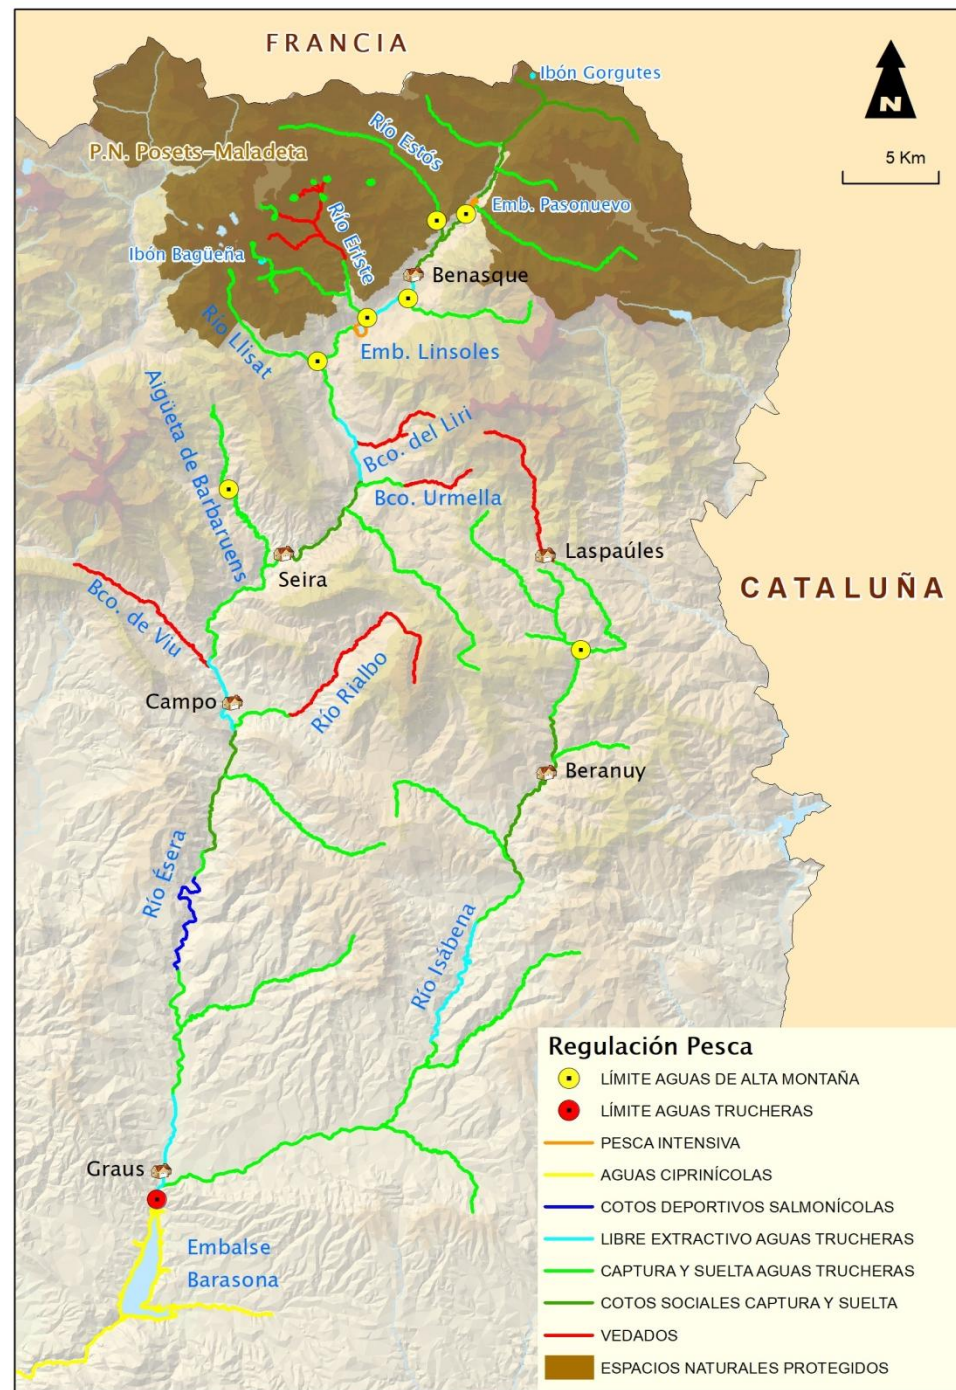 FRANCIA
Ibón Gorgutes
N
Río Estós
P.N. Posets-Maladeta
5 Km
Emb. Pasonuevo
Río Eriste
Ibón Bagüeña
Benasque
Río Llisat
Emb. Linsoles
Aigüeta de Barbaruens
Bco. del Liri
Bco. Urmella
Laspaúles
Seira
CATALUÑA
Bco. de Viu
Río Rialbo
Campo
Beranuy
Río Ésera
Río Isábena
Graus
Embalse
Barasona
Regulación Pesca
LÍMITE AGUAS DE ALTA MONTAÑA
LÍMITE AGUAS TRUCHERAS
PESCA INTENSIVA
AGUAS CIPRINÍCOLAS
COTOS DEPORTIVOS SALMONÍCOLAS
LIBRE EXTRACTIVO AGUAS TRUCHERAS
CAPTURA Y SUELTA AGUAS TRUCHERAS
COTOS SOCIALES CAPTURA Y SUELTA
VEDADOS
ESPACIOS NATURALES PROTEGIDOS